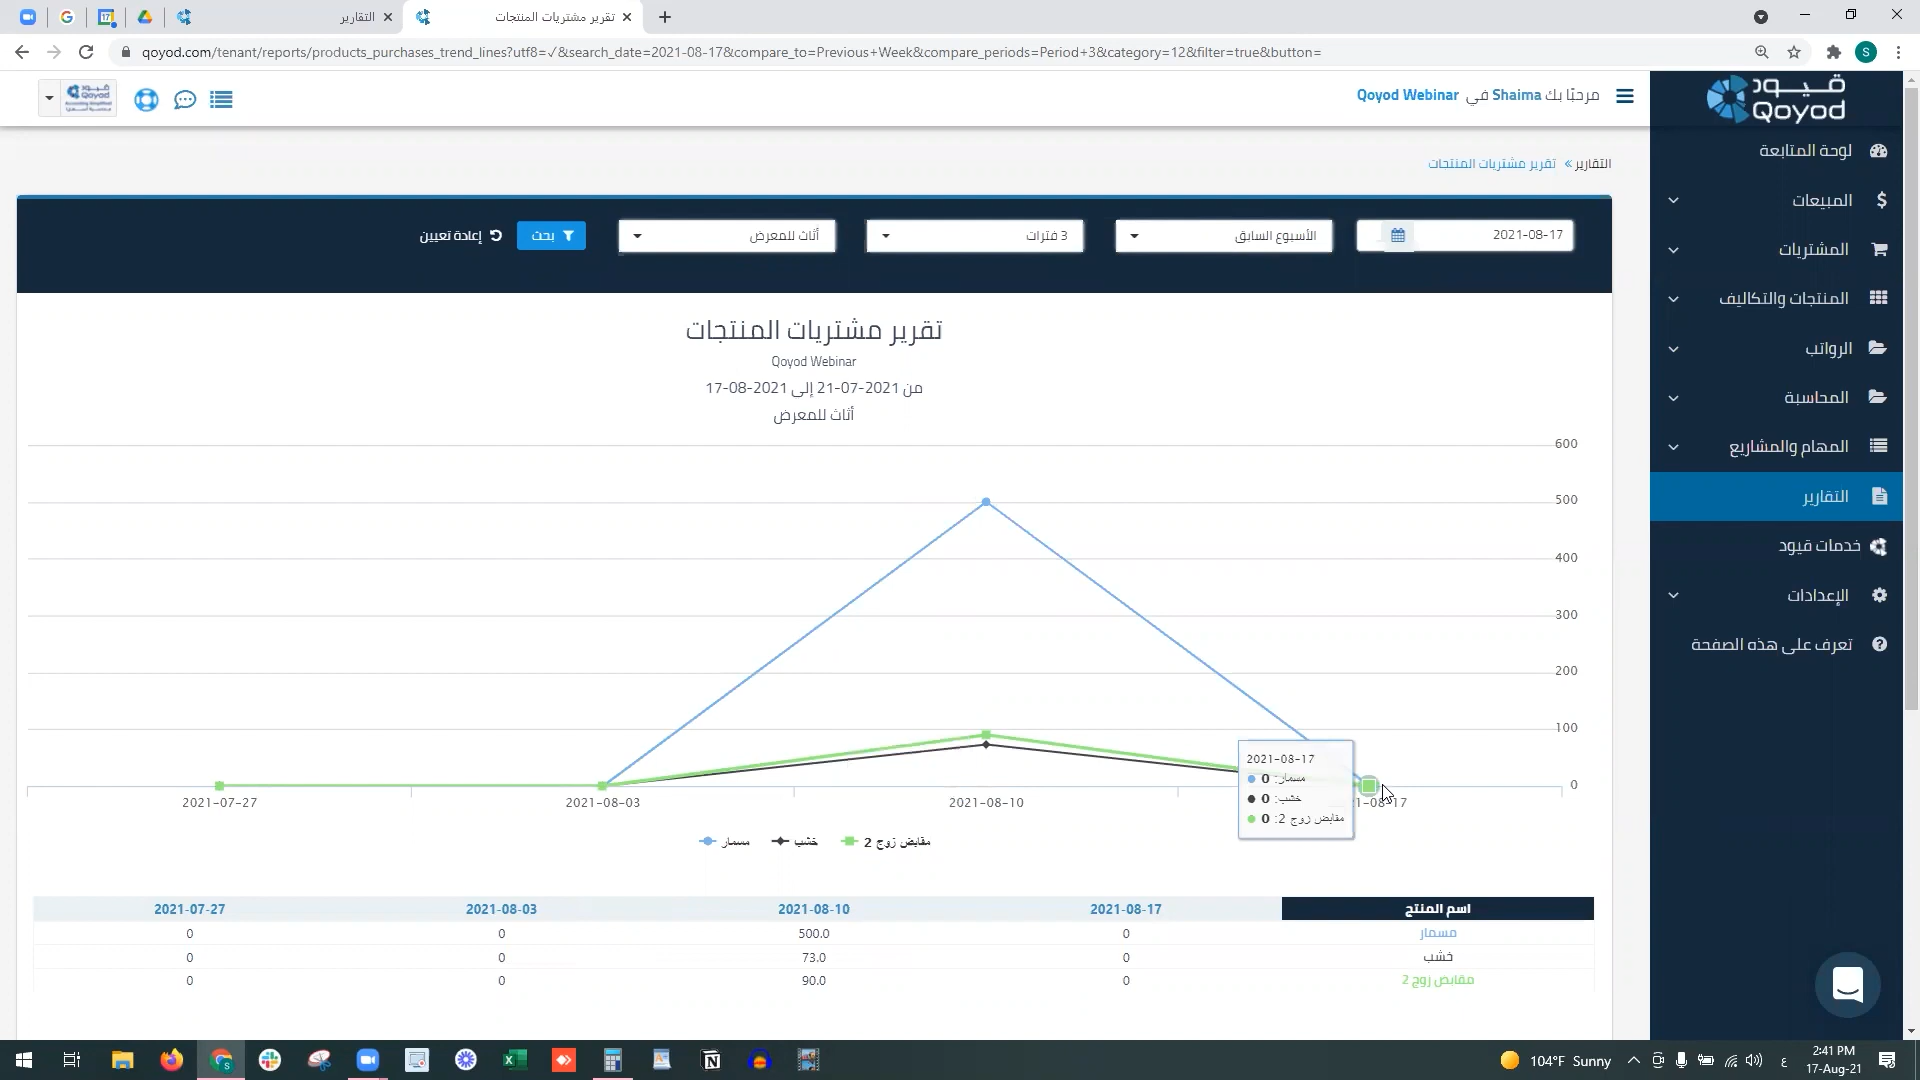 التقارير
تقرير مشتريات المنتجات
qoyod.com/tenant/reports/products_purchases_trend_lines?utf8=✓&search_date=2021-08-17&compare_to=Previous+Week&compare_periods=Period+3&category=12&filter=true&button=
S
قيود
Qoyod
مرحبًا بك Shaima في Qoyod Webinar
قيود
Qoyod
لوحة المتابعة
المبيعات
المشتريات
المنتجات والتكاليف
الرواتب
المحاسبة
المهام والمشاريع
التقارير
خدمات قيود
الإعدادات
تعرف على هذه الصفحة
التقارير » تقرير مشتريات المنتجات
2021-08-17
الأسبوع السابق
3 فترات
أثاث للمعرض
بحث
إعادة تعيين
تقرير مشتريات المنتجات
Qoyod Webinar
من 2021-07-21 إلى 2021-08-17
أثاث للمعرض
600
500
400
300
200
100
0
2021-07-27
2021-08-03
2021-08-10
1-08-17
2021-08-17
مسمار: 0
خشب: 0
مقابض زوج 2: 0
مسمار
خشب
مقابض زوج 2
اسم المنتج 2021-08-17 2021-08-10 2021-08-03 2021-07-27
مسمار 0 500.0 0 0
خشب 0 73.0 0 0
مقابض زوج 2 0 90.0 0 0
104°F Sunny
ع
2:41 PM
17-Aug-21